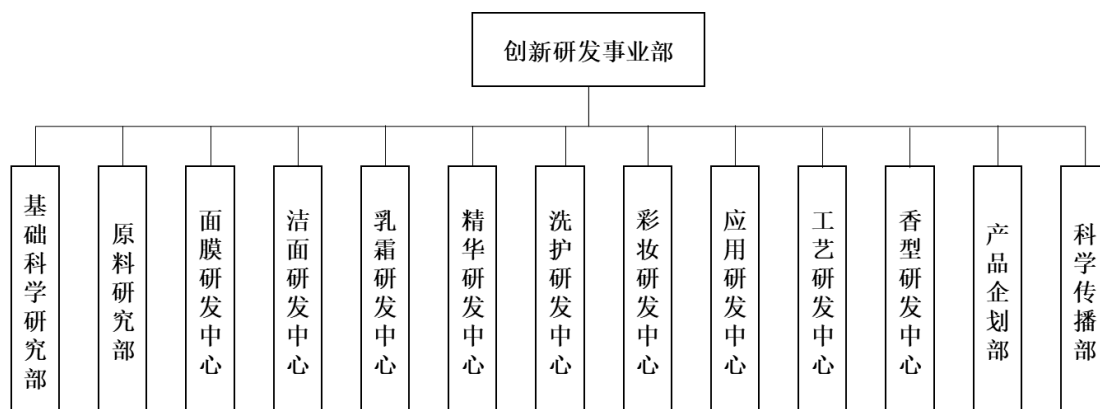 创新研发事业部
基础科学研究部
原料研究部
面膜研发中心
洁面研发中心
乳霜研发中心
精华研发中心
洗护研发中心
彩妆研发中心
应用研发中心
工艺研发中心
香型研发中心
产品企划部
科学传播部